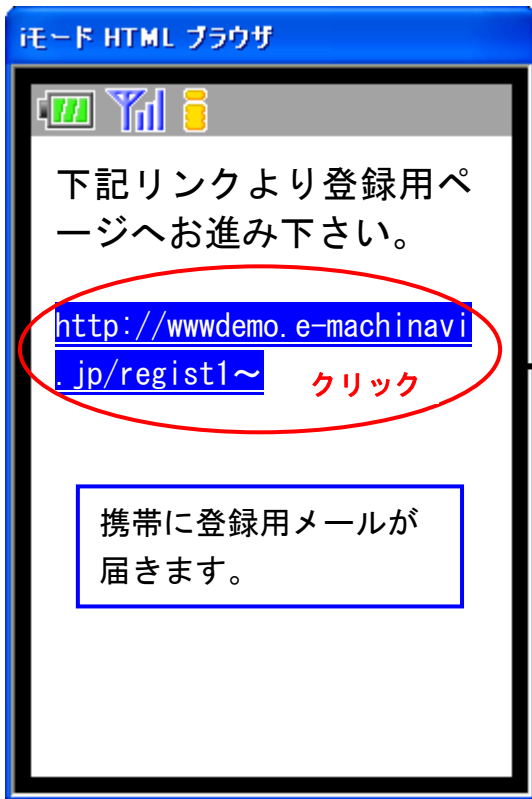 iモード HTML ブラウザ
下記リンクより登録用ペ
ージへお進み下さい。
http://wwwdemo.e-machinavi
.jp/regist1～
クリック
携帯に登録用メールが
届きます。